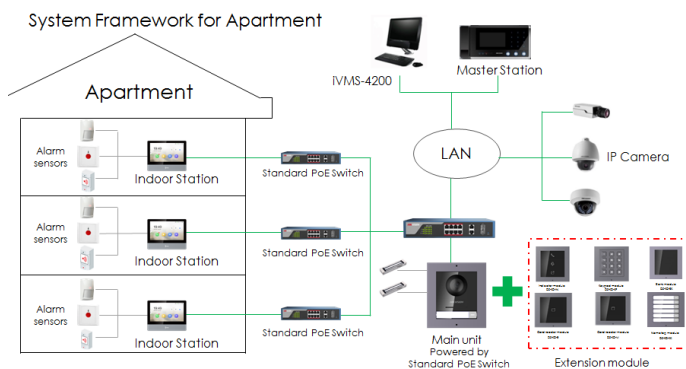 System Framework for Apartment
iVMS-4200
Master Station
Apartment
LAN
IP Camera
Alarm
sensors
Indoor Station
Standard PoE Switch
Alarm
sensors
Indoor Station
Standard PoE Switch
Alarm
sensors
Indoor Station
Standard PoE Switch
Main unit
Powered by
Standard PoE Switch
Extension module